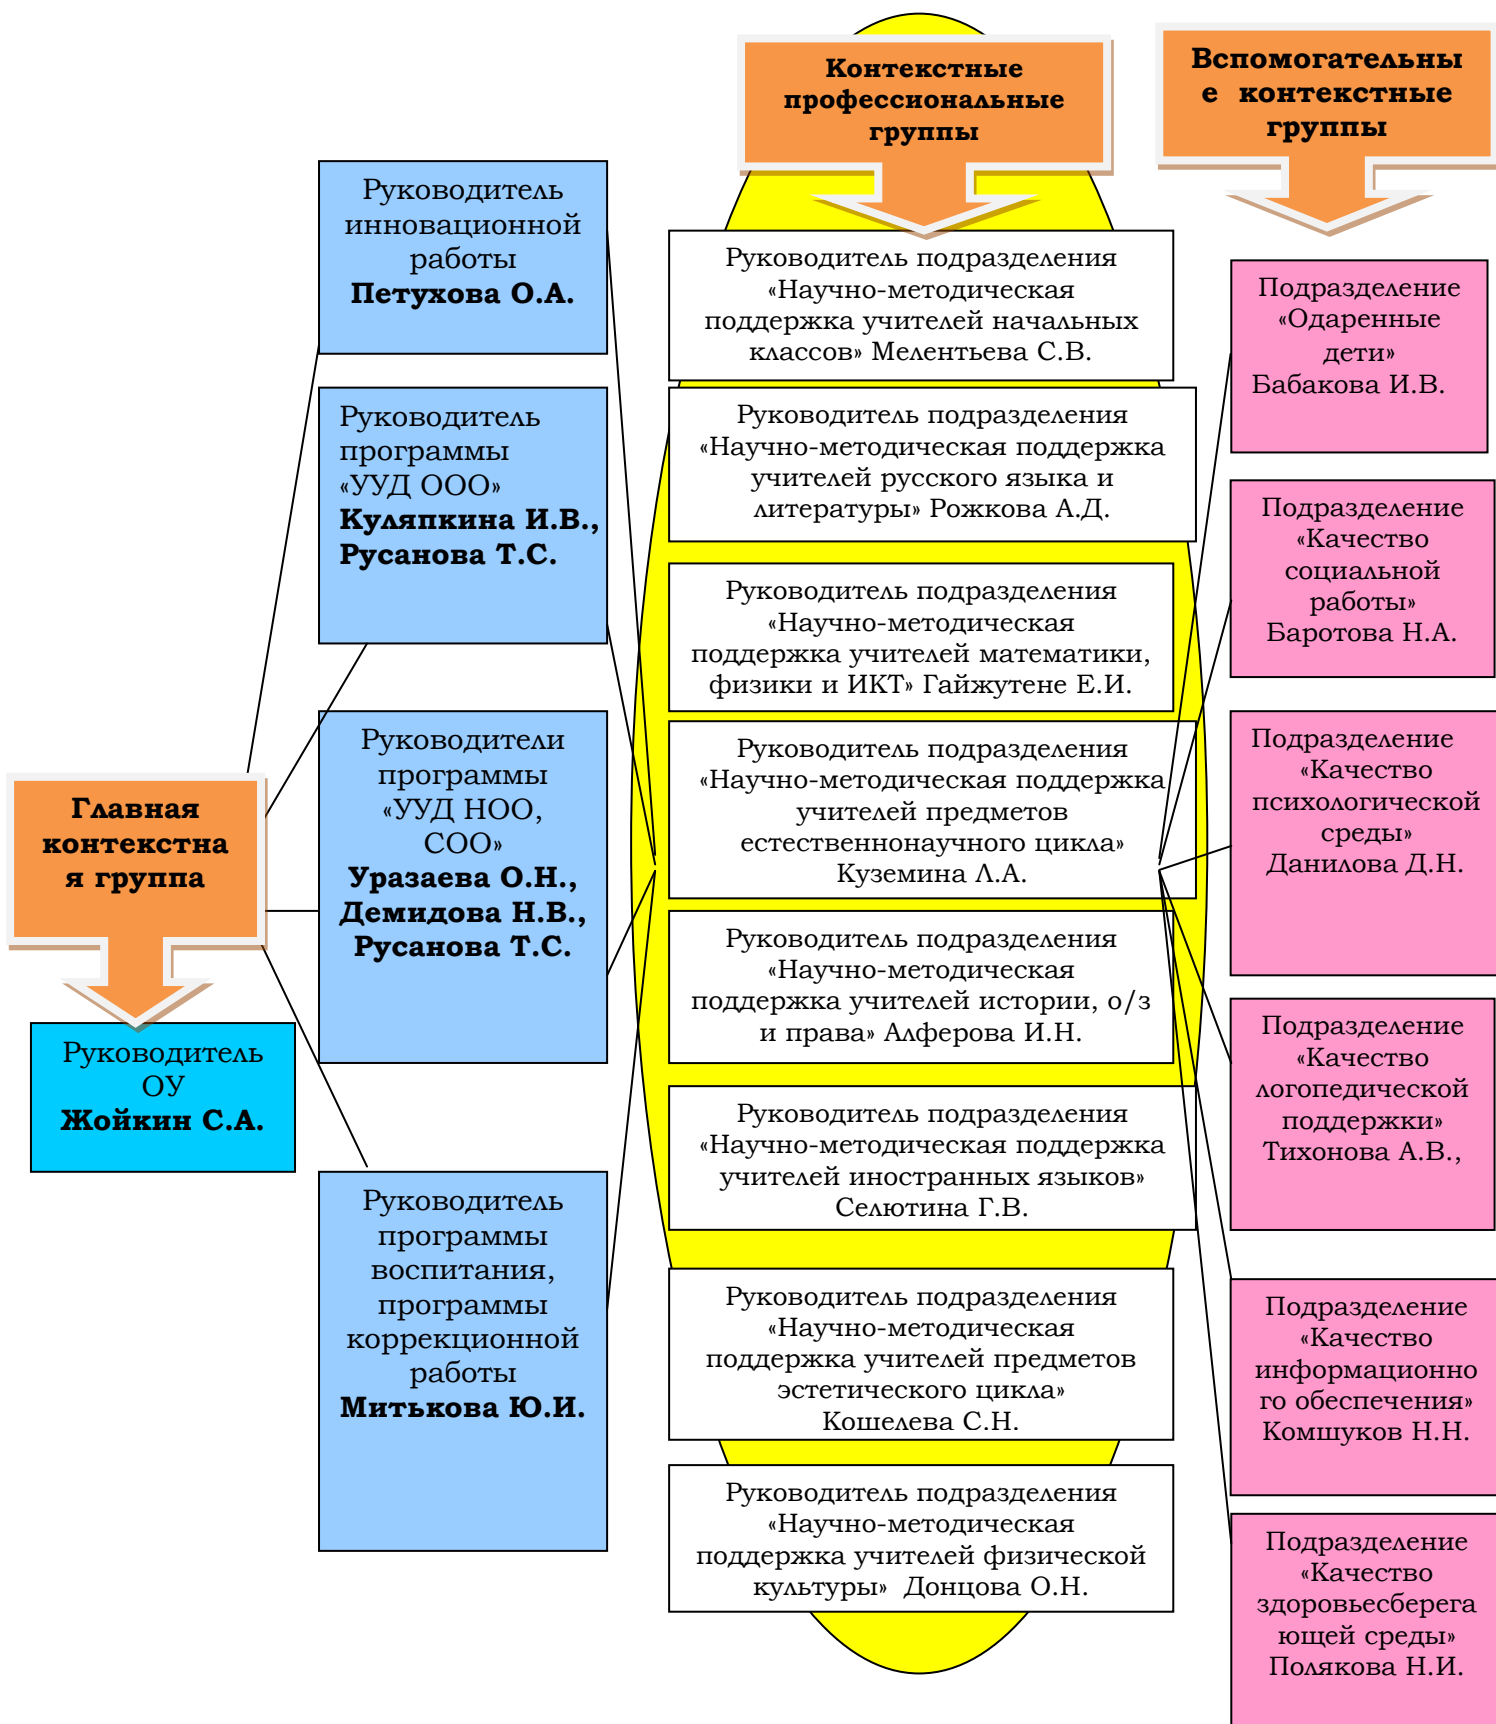 Контекстные
профессиональные
группы
Вспомогательны
е контекстные
группы
Руководитель
инновационной
работы
Петухова О.А.
Руководитель
программы
«УУД ООО»
Куляпкина И.В.,
Русанова Т.С.
Руководители
программы
«УУД НОО,
СОО»
Уразаева О.Н.,
Демидова Н.В.,
Русанова Т.С.
Главная
контекстна
я группа
Руководитель
ОУ
Жойкин С.А.
Руководитель
программы
воспитания,
программы
коррекционной
работы
Митькова Ю.И.
Руководитель подразделения
«Научно-методическая
поддержка учителей начальных
классов» Мелентьева С.В.
Руководитель подразделения
«Научно-методическая поддержка
учителей русского языка и
литературы» Рожкова А.Д.
Руководитель подразделения
«Научно-методическая
поддержка учителей математики,
физики и ИКТ» Гайжутене Е.И.
Руководитель подразделения
«Научно-методическая поддержка
учителей предметов
естественнонаучного цикла»
Куземина Л.А.
Руководитель подразделения
«Научно-методическая
поддержка учителей истории, о/з
и права» Алферова И.Н.
Руководитель подразделения
«Научно-методическая поддержка
учителей иностранных языков»
Селютина Г.В.
Руководитель подразделения
«Научно-методическая
поддержка учителей предметов
эстетического цикла»
Кошелева С.Н.
Руководитель подразделения
«Научно-методическая
поддержка учителей физической
культуры» Донцова О.Н.
Подразделение
«Одаренные
дети»
Бабакова И.В.
Подразделение
«Качество
социальной
работы»
Баротова Н.А.
Подразделение
«Качество
психологической
среды»
Данилова Д.Н.
Подразделение
«Качество
логопедической
поддержки»
Тихонова А.В.,
Подразделение
«Качество
информационно
го обеспечения»
Комшуков Н.Н.
Подразделение
«Качество
здоровьесберега
ющей среды»
Полякова Н.И.